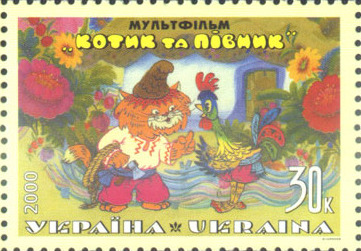 МУЛЬТФІЛЬМ
"КОТИК ТА ПІВНИК"
2000
30к
УКРАЇНА UKRAINA